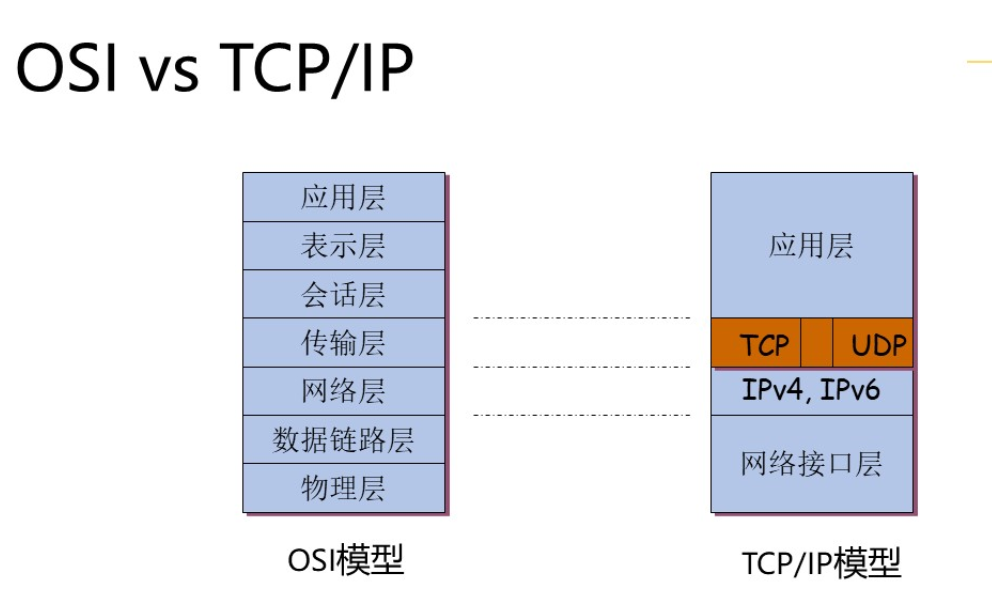 OSI vs TCP/IP
应用层
表示层
会话层
传输层
网络层
数据链路层
物理层
OSI模型
应用层
TCP UDP
IPv4, IPv6
网络接口层
TCP/IP模型